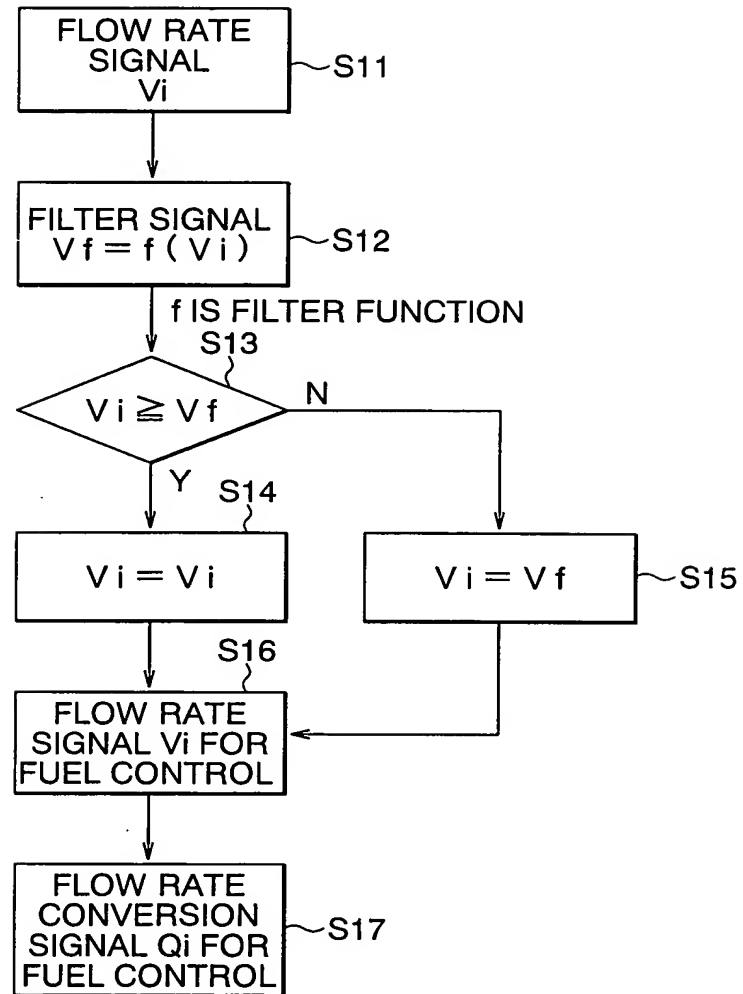 FLOW RATE
SIGNAL
Vi
S11
FILTER SIGNAL
Vf = f ( Vi )
S12
f IS FILTER FUNCTION
S13
Vi ≧ Vf
N
Y
S14
Vi = Vi
Vi = Vf
S15
S16
FLOW RATE
SIGNAL Vi FOR
FUEL CONTROL
FLOW RATE
CONVERSION
SIGNAL Qi FOR
FUEL CONTROL
S17